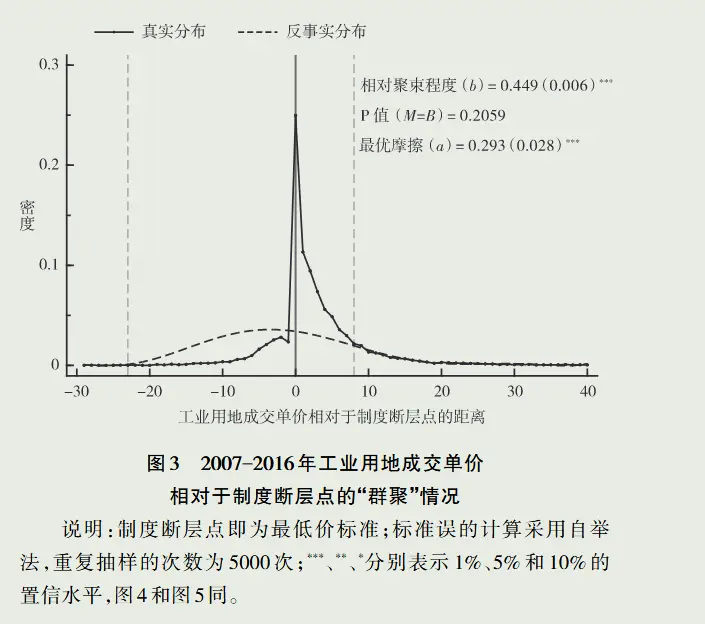 真实分布 反事实分布
0.3
0.2
0.1
0
密度
相对聚束程度(b)=0.449(0.006)***
P值(M=B)=0.2059
最优摩擦(a)=0.293(0.028)***
-30 -20 -10 0 10 20 30 40
工业用地成交单价相对于制度断层点的距离
图3 2007-2016年工业用地成交单价
相对于制度断层点的“群聚”情况
说明:制度断层点即为最低价标准;标准误的计算采用自举
法,重复抽样的次数为5000次;***、**、*分别表示1%、5%和10%的
置信水平,图4和图5同。